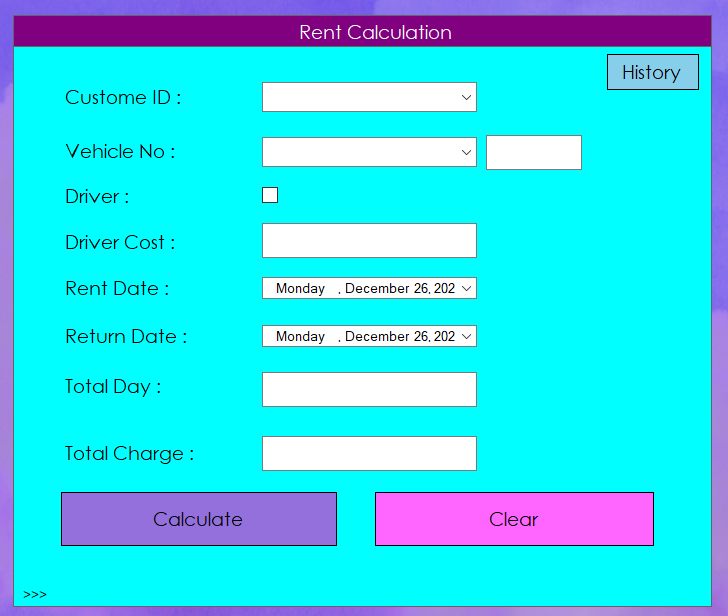 Rent Calculation
History
Custome ID :
Vehicle No :
Driver :
Driver Cost :
Rent Date : Monday , December 26, 202
Return Date : Monday , December 26, 202
Total Day :
Total Charge :
Calculate Clear
>>>